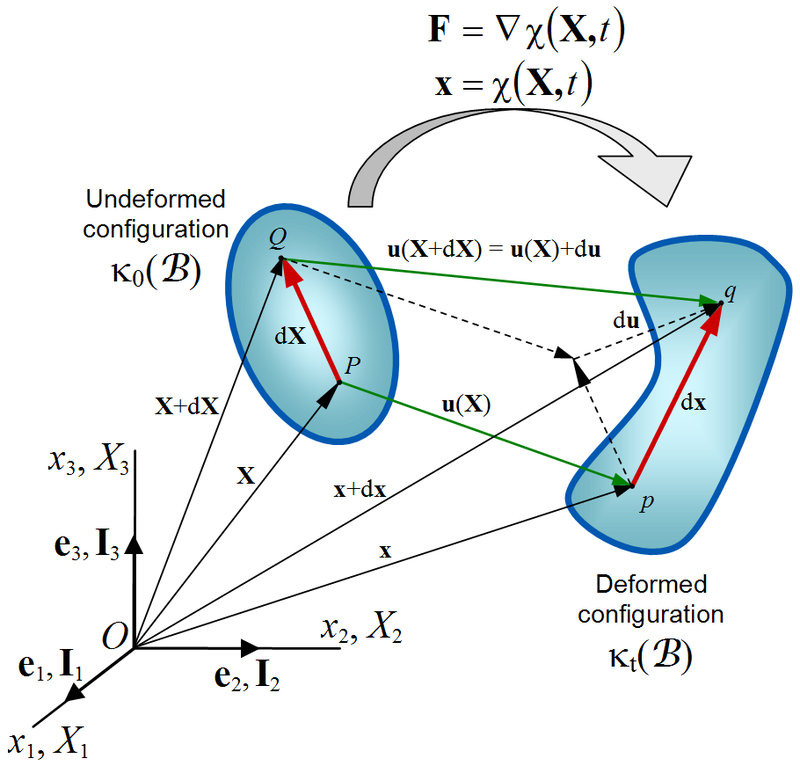 F = ∇χ(X,t)
x = χ(X,t)
Undeformed
configuration
κ₀(ℬ)
Q
u(X+dX) = u(X)+du
q
du
dX
P
X+dX
u(X)
dx
x₃, X₃
X
x+dx
p
e₃, I₃
x
Deformed
configuration
κₜ(ℬ)
O
x₂, X₂
e₁, I₁
e₂, I₂
x₁, X₁